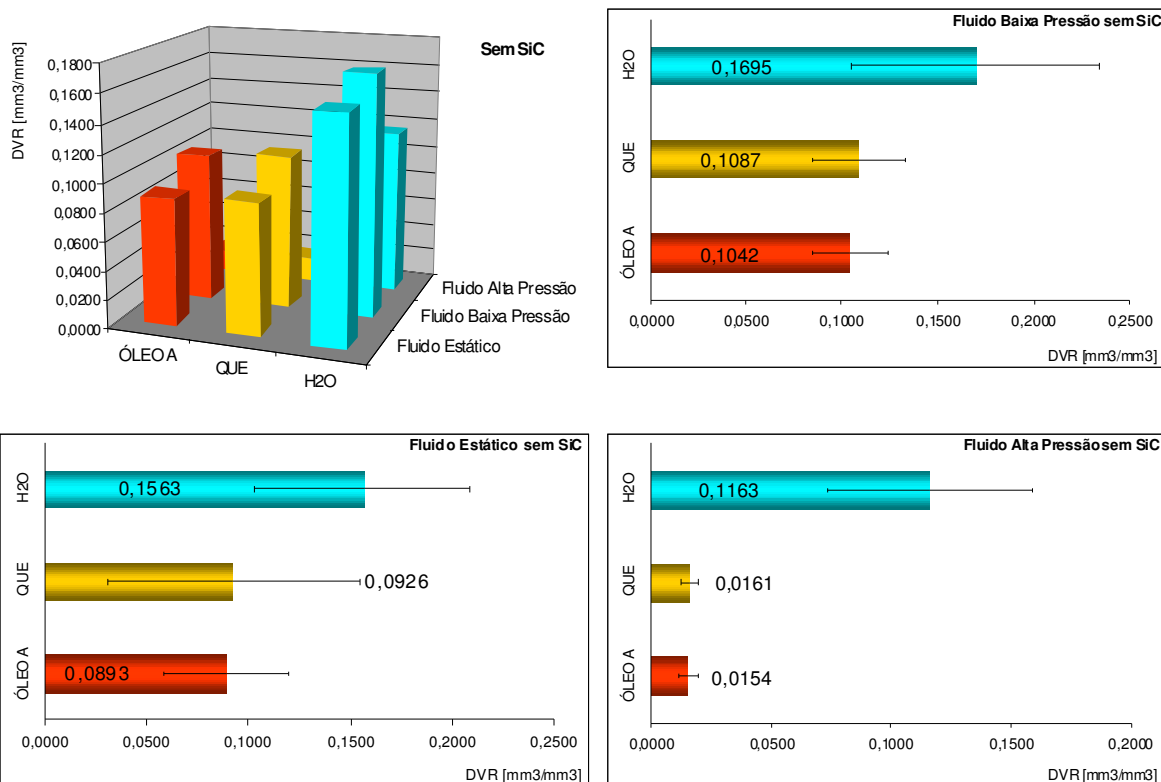 Sem SiC
DVR [mm3/mm3]
0,1800
0,1600
0,1400
0,1200
0,1000
0,0800
0,0600
0,0400
0,0200
0,0000
ÓLEO A
QUE
H2O
Fluido Alta Pressão
Fluido Baixa Pressão
Fluido Estático
Fluido Baixa Pressão sem SiC
H2O
0,1695
QUE
0,1087
ÓLEO A
0,1042
0,0000 0,0500 0,1000 0,1500 0,2000 0,2500
DVR [mm3/mm3]
Fluido Estático sem SiC
H2O
0,1563
QUE
0,0926
ÓLEO A
0,0893
0,0000 0,0500 0,1000 0,1500 0,2000 0,2500
DVR [mm3/mm3]
Fluido Alta Pressão sem SiC
H2O
0,1163
QUE
0,0161
ÓLEO A
0,0154
0,0000 0,0500 0,1000 0,1500 0,2000
DVR [mm3/mm3]